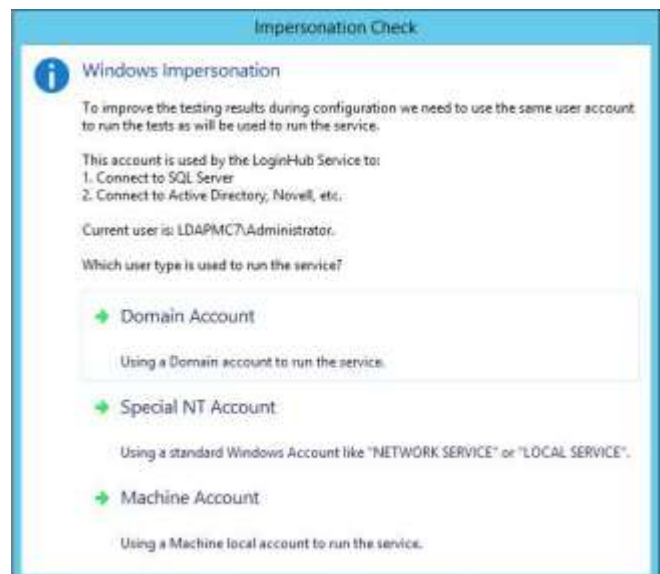 Impersonation Check
Windows Impersonation
To improve the testing results during configuration we need to use the same user account
to run the tests as will be used to run the service.
This account is used by the LoginHub Service to:
1. Connect to SQL Server
2. Connect to Active Directory, Novell, etc.
Current user is: LDAPMC7\Administrator.
Which user type is used to run the service?
Domain Account
Using a Domain account to run the service.
Special NT Account
Using a standard Windows Account like "NETWORK SERVICE" or "LOCAL SERVICE".
Machine Account
Using a Machine local account to run the service.